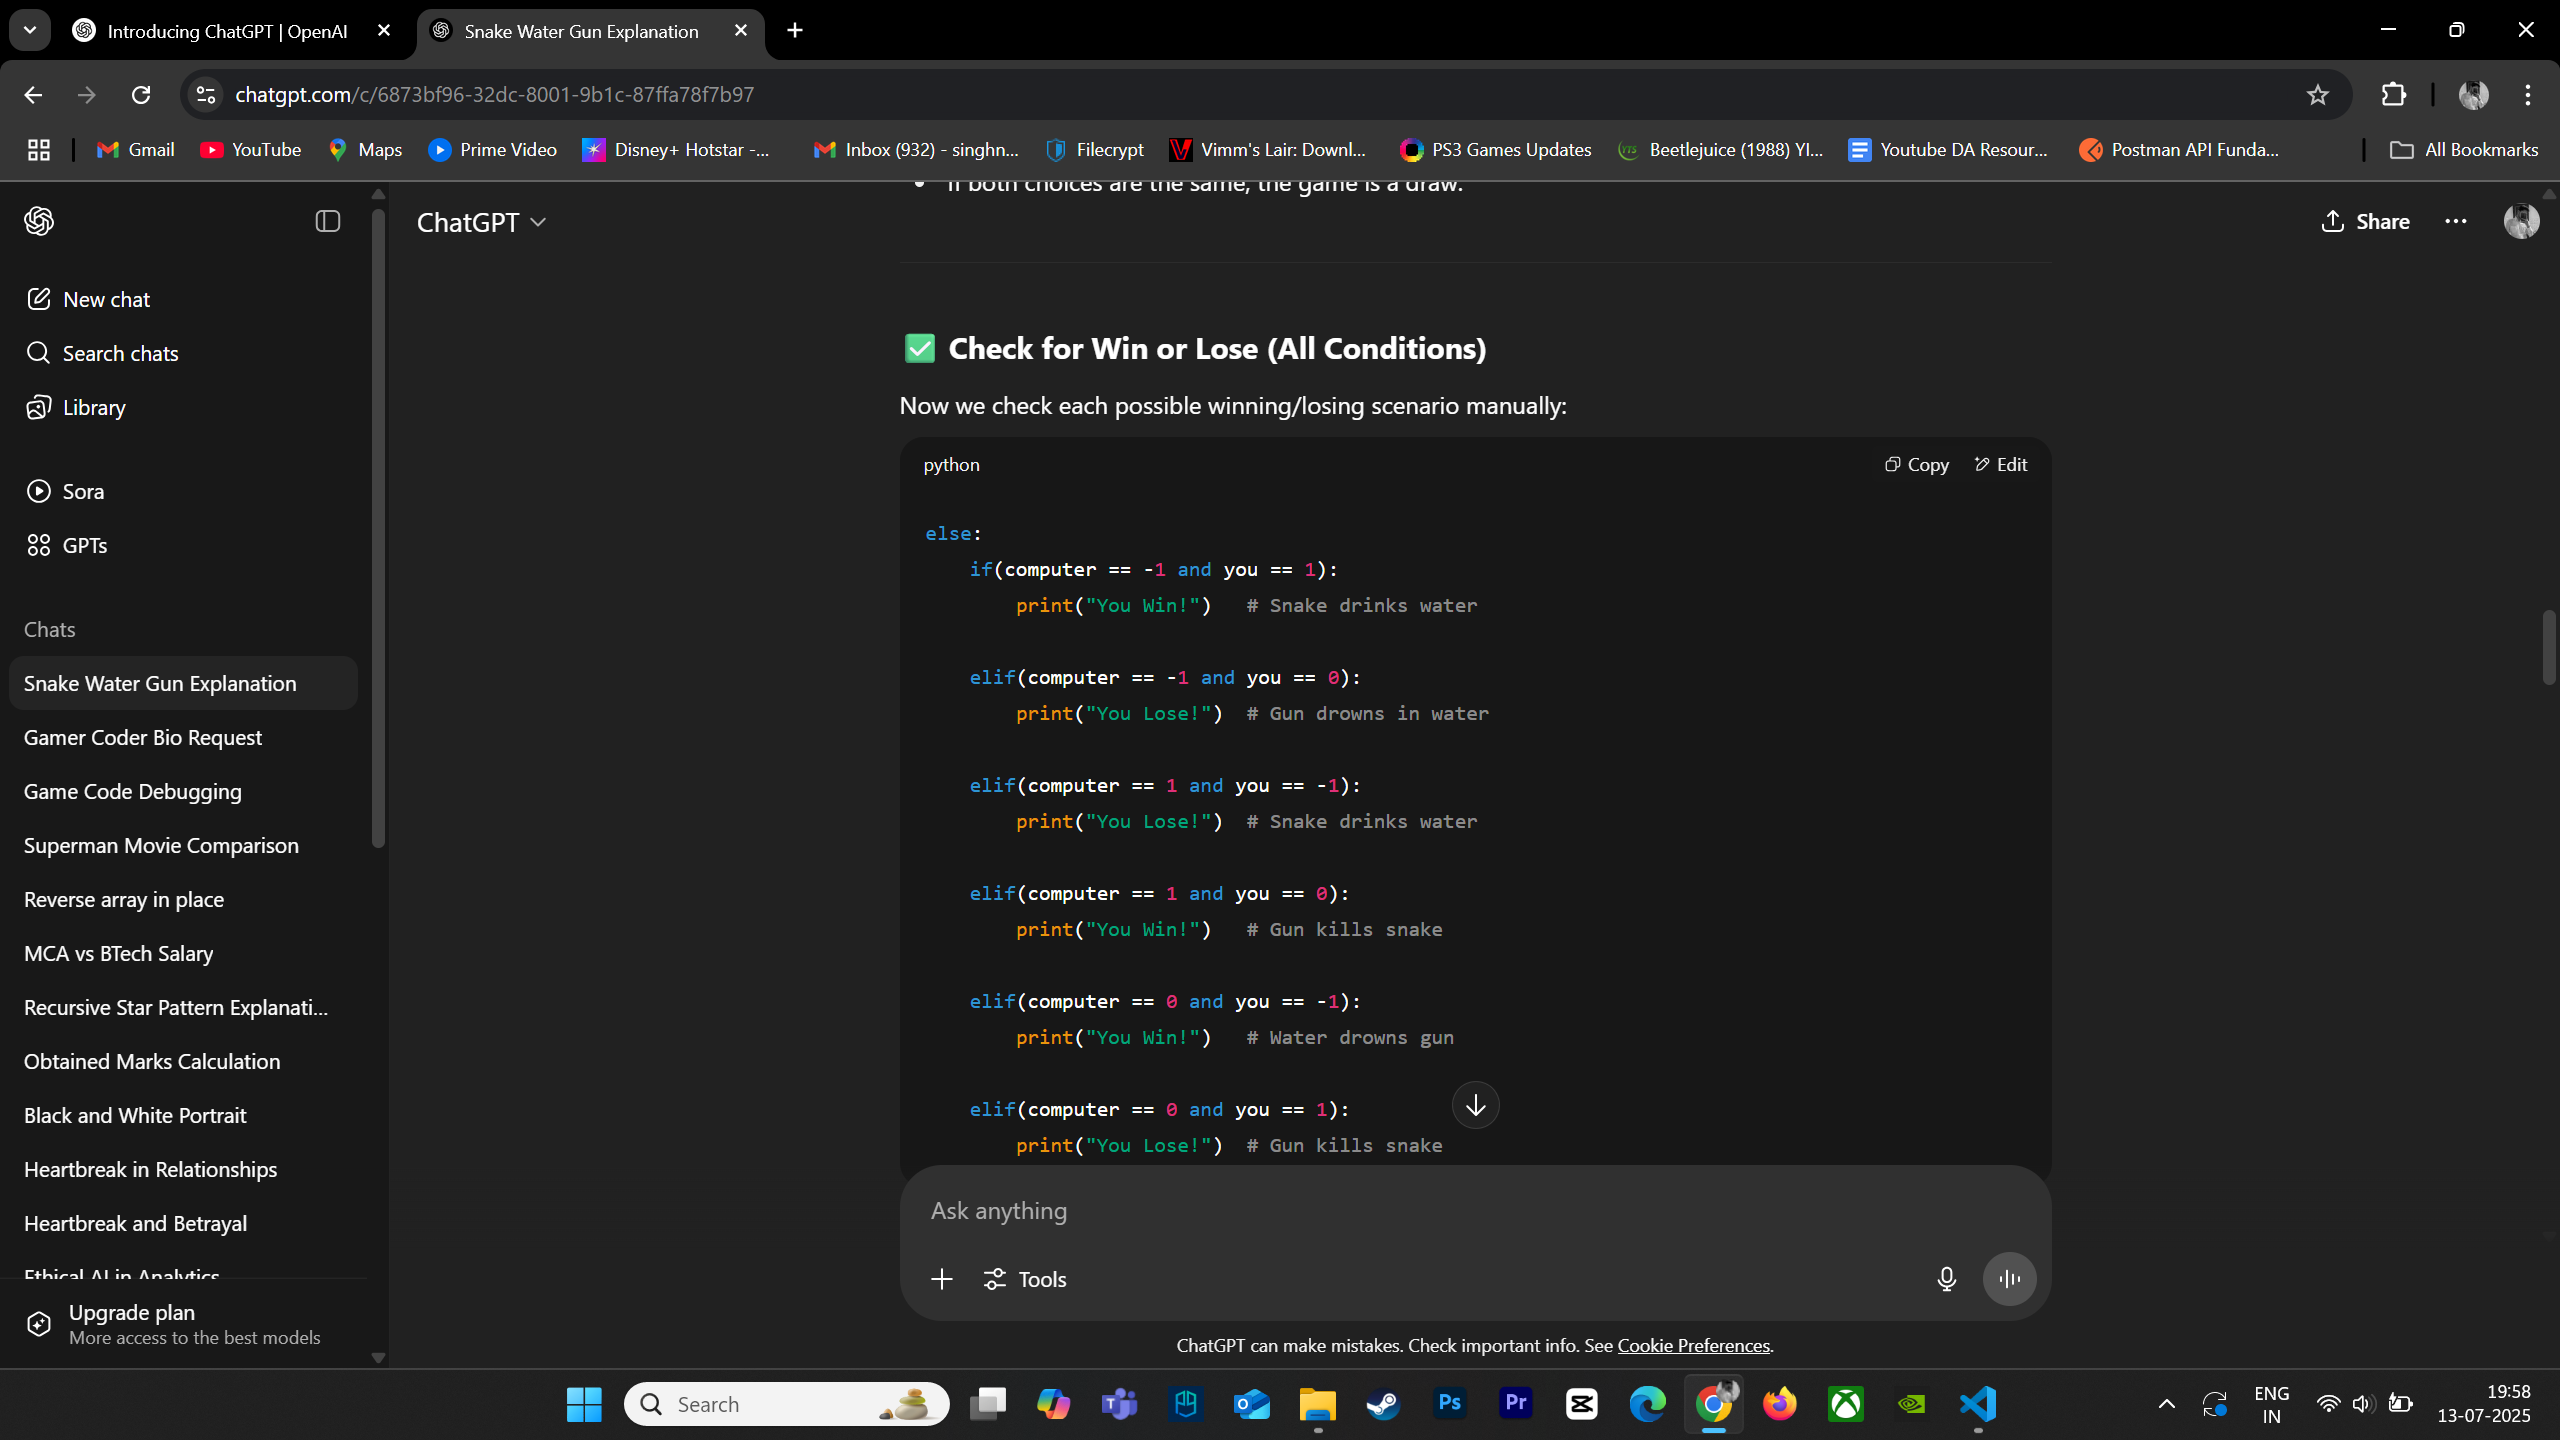 Introducing ChatGPT | OpenAI
Snake Water Gun Explanation
chatgpt.com/c/6873bf96-32dc-8001-9b1c-87ffa78f7b97
Gmail
YouTube
Maps
Prime Video
Disney+ Hotstar -...
Inbox (932) - singhn...
Filecrypt
Vimm's Lair: Downl...
PS3 Games Updates
YTS
Beetlejuice (1988) YI...
Youtube DA Resour...
Postman API Funda...
All Bookmarks
If both choices are the same, the game is a draw.
ChatGPT
Share
New chat
Search chats
Library
Sora
GPTs
Chats
Snake Water Gun Explanation
Gamer Coder Bio Request
Game Code Debugging
Superman Movie Comparison
Reverse array in place
MCA vs BTech Salary
Recursive Star Pattern Explanati...
Obtained Marks Calculation
Black and White Portrait
Heartbreak in Relationships
Heartbreak and Betrayal
Ethical AI in Analytics
Upgrade plan
More access to the best models
Check for Win or Lose (All Conditions)
Now we check each possible winning/losing scenario manually:
python
Copy
Edit
else:
if(computer == -1 and you == 1):
print("You Win!")   # Snake drinks water
elif(computer == -1 and you == 0):
print("You Lose!")  # Gun drowns in water
elif(computer == 1 and you == -1):
print("You Lose!")  # Snake drinks water
elif(computer == 1 and you == 0):
print("You Win!")   # Gun kills snake
elif(computer == 0 and you == -1):
print("You Win!")   # Water drowns gun
elif(computer == 0 and you == 1):
print("You Lose!")  # Gun kills snake
Ask anything
Tools
ChatGPT can make mistakes. Check important info. See Cookie Preferences.
Search
Ps
Pr
ENG
IN
19:58
13-07-2025